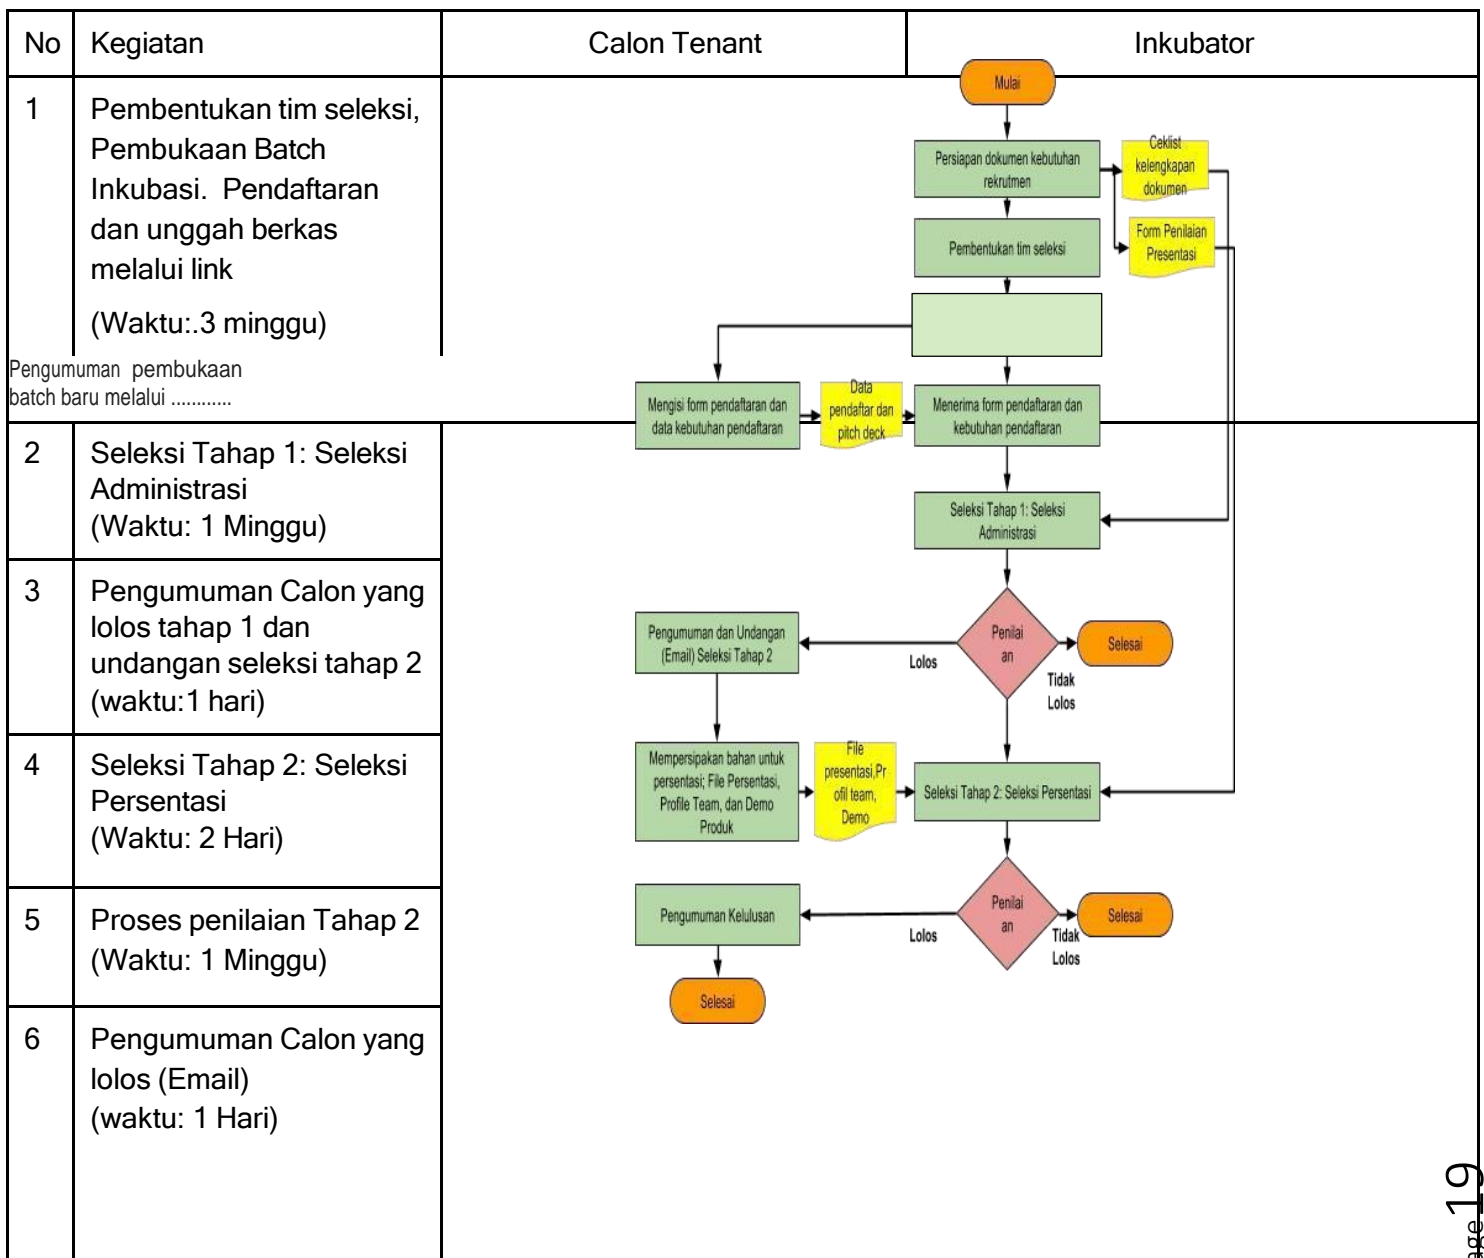 No
Kegiatan
Calon Tenant
Inkubator
1
Pembentukan tim seleksi,
Pembukaan Batch
Inkubasi. Pendaftaran
dan unggah berkas
melalui link
(Waktu:.3 minggu)
Pengumuman pembukaan
batch baru melalui ............
2
Seleksi Tahap 1: Seleksi
Administrasi
(Waktu: 1 Minggu)
3
Pengumuman Calon yang
lolos tahap 1 dan
undangan seleksi tahap 2
(waktu:1 hari)
4
Seleksi Tahap 2: Seleksi
Persentasi
(Waktu: 2 Hari)
5
Proses penilaian Tahap 2
(Waktu: 1 Minggu)
6
Pengumuman Calon yang
lolos (Email)
(waktu: 1 Hari)
Mulai
Persiapan dokumen kebutuhan
rekrutmen
Ceklist
kelengkapan
dokumen
Pembentukan tim seleksi
Form Penilaian
Presentasi
Mengisi form pendaftaran dan
data kebutuhan pendaftaran
Data
pendaftar dan
pitch deck
Menerima form pendaftaran dan
kebutuhan pendaftaran
Seleksi Tahap 1: Seleksi
Administrasi
Pengumuman dan Undangan
(Email) Seleksi Tahap 2
Lolos
Penilai
an
Tidak
Lolos
Selesai
Mempersipakan bahan untuk
persentasi; File Persentasi,
Profile Team, dan Demo
Produk
File
presentasi,Pr
ofil team,
Demo
Seleksi Tahap 2: Seleksi Persentasi
Pengumuman Kelulusan
Lolos
Penilai
an
Tidak
Lolos
Selesai
Selesai
19